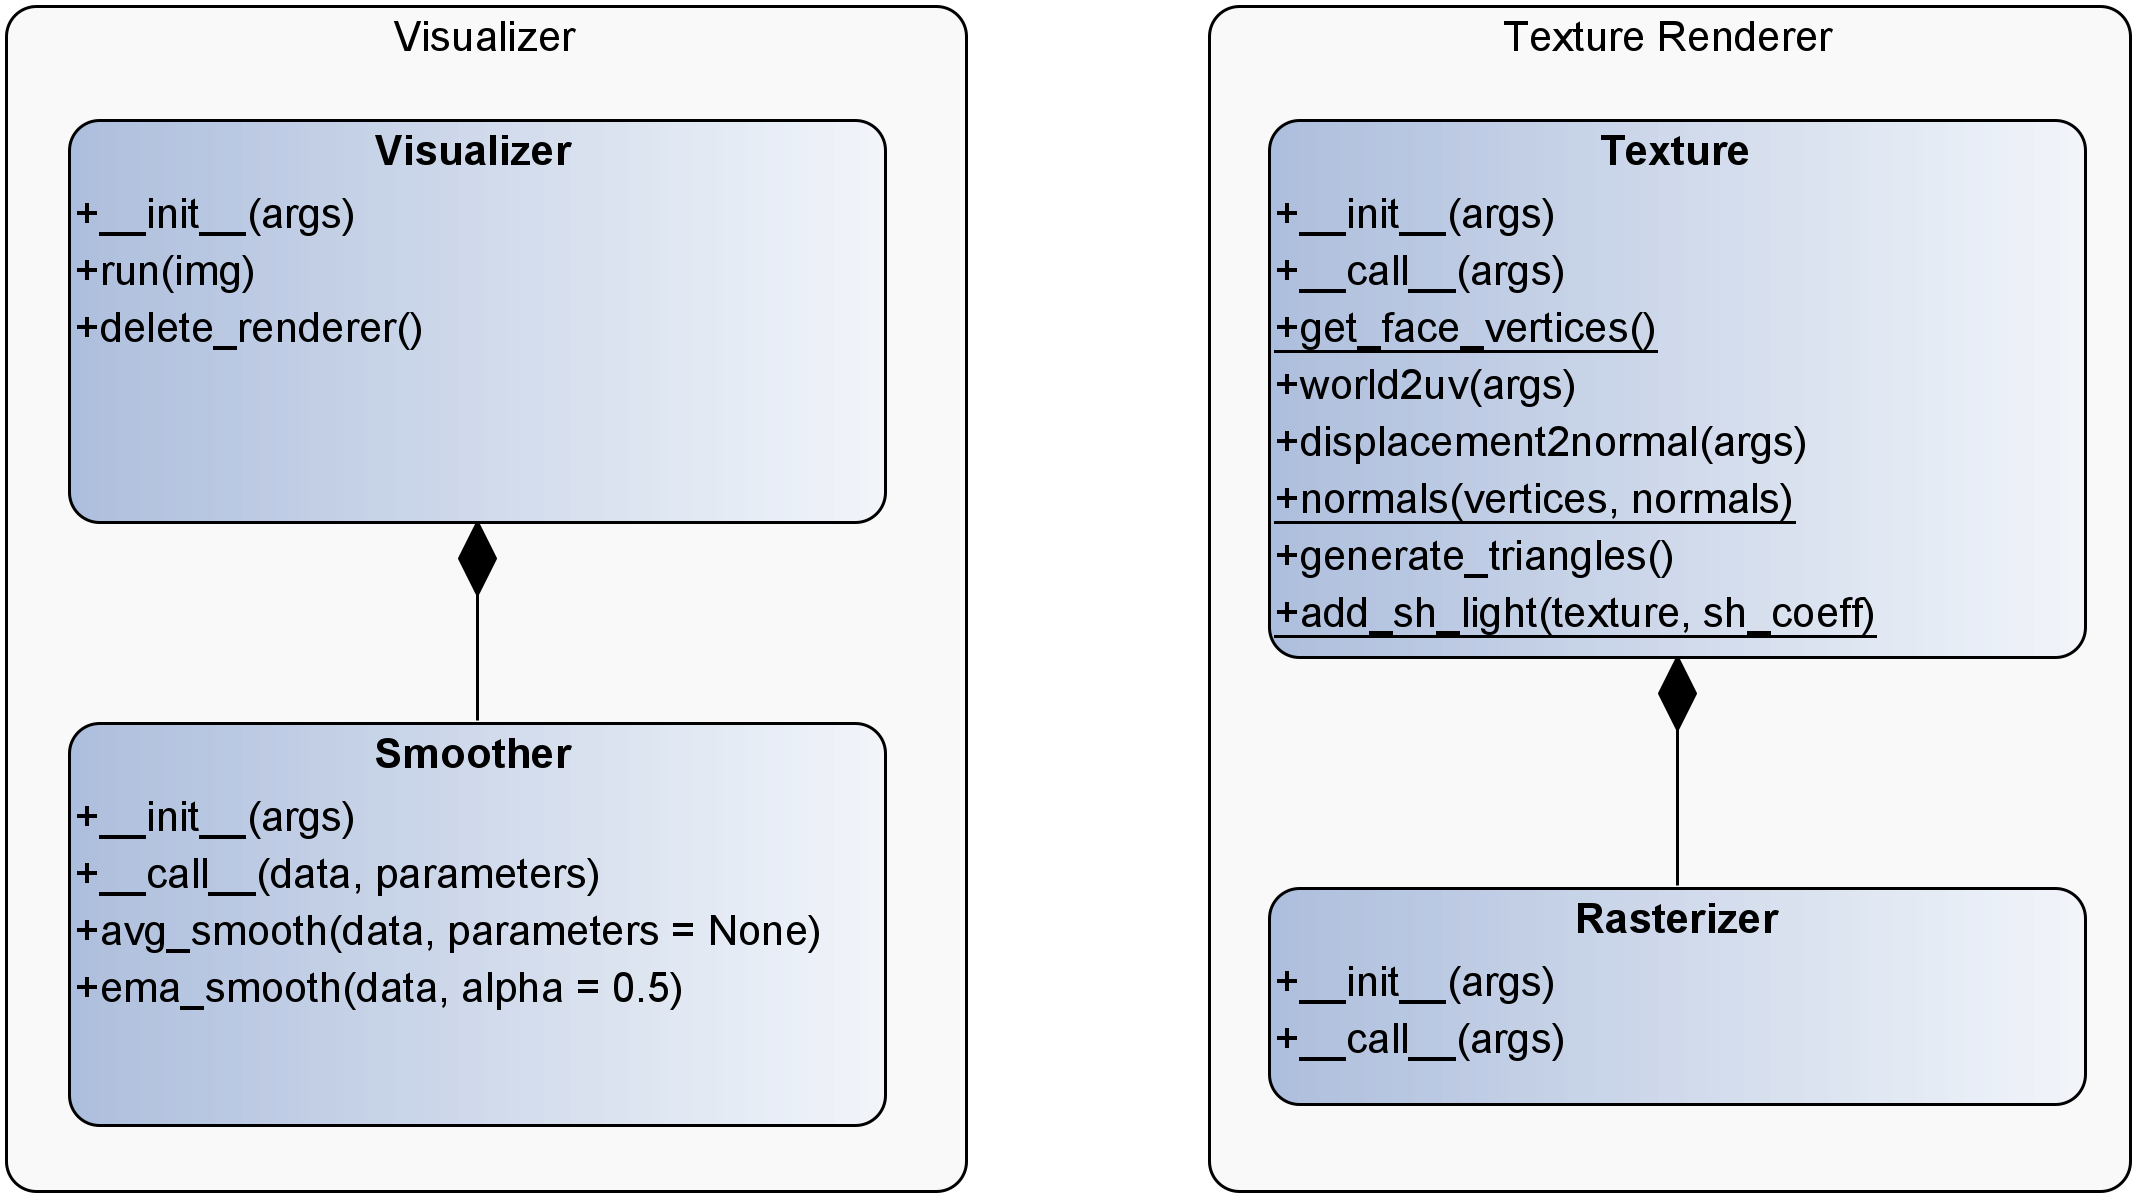 Visualizer
Visualizer
+__init__(args)
+run(img)
+delete_renderer()
Smoother
+__init__(args)
+__call__(data, parameters)
+avg_smooth(data, parameters = None)
+ema_smooth(data, alpha = 0.5)
Texture Renderer
Texture
+__init__(args)
+__call__(args)
+get_face_vertices()
+world2uv(args)
+displacement2normal(args)
+normals(vertices, normals)
+generate_triangles()
+add_sh_light(texture, sh_coeff)
Rasterizer
+__init__(args)
+__call__(args)